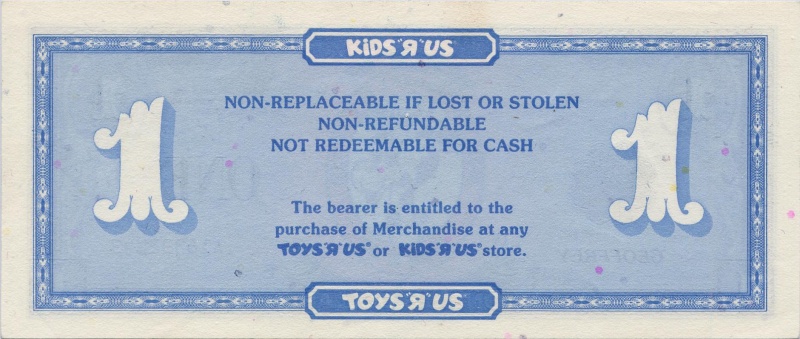 KIDS "R" US
NON-REPLACEABLE IF LOST OR STOLEN
NON-REFUNDABLE
NOT REDEEMABLE FOR CASH
1 1
The bearer is entitled to the
purchase of Merchandise at any
TOYS "Я" US® or KIDS "Я" US® store.
TOYS "Я" US